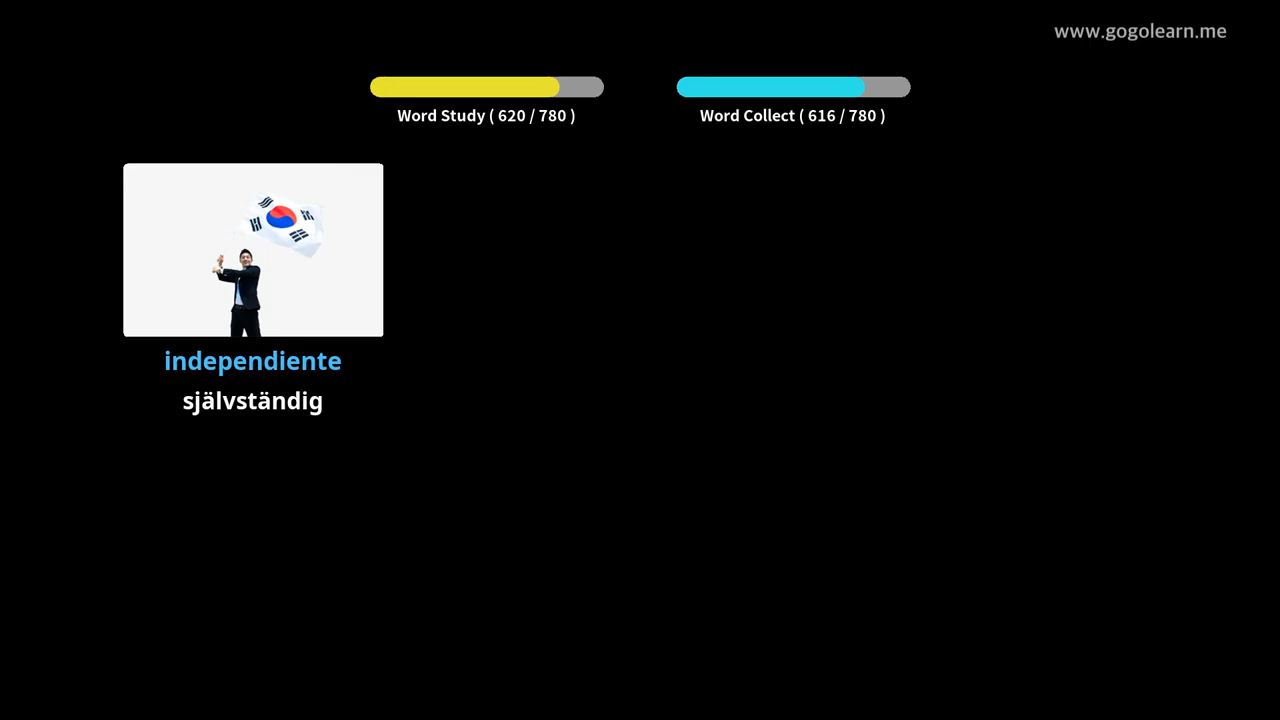 www.gogolearn.me
Word Study ( 620 / 780 )
Word Collect ( 616 / 780 )
independiente
självständig